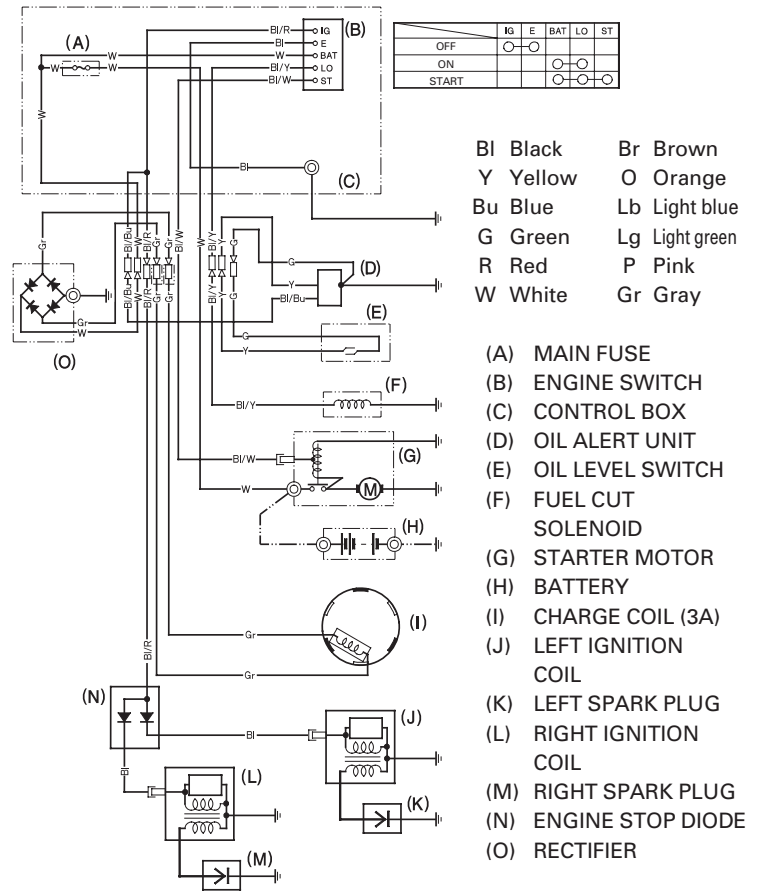 (A)
Bl/R
IG
(B)
Bl
E
W
BAT
W
W
Bl/Y
LO
Bl/W
ST
W
Bl
(C)
IG E BAT LO ST
OFF
ON
START
Bl Black Br Brown
Y Yellow O Orange
Bu Blue Lb Light blue
G Green Lg Light green
R Red P Pink
W White Gr Gray
Gr
Bl/Bu
W
Bl/R
Gr
Gr
Bl/W
W
Bl/Y
Y
G
Bl/Bu
W
Bl/R
Gr
Gr
Bl/Y
Y
G
G
Y
Bl/Bu
(D)
(E)
G
Y
Gr
W
(O)
(F)
Bl/Y
(G)
Bl/W
W
M
(H)
(I)
Gr
Gr
Bl/R
(N)
Bl
(J)
Bl
(L)
(K)
(M)
(A) MAIN FUSE
(B) ENGINE SWITCH
(C) CONTROL BOX
(D) OIL ALERT UNIT
(E) OIL LEVEL SWITCH
(F) FUEL CUT
SOLENOID
(G) STARTER MOTOR
(H) BATTERY
(I) CHARGE COIL (3A)
(J) LEFT IGNITION
COIL
(K) LEFT SPARK PLUG
(L) RIGHT IGNITION
COIL
(M) RIGHT SPARK PLUG
(N) ENGINE STOP DIODE
(O) RECTIFIER